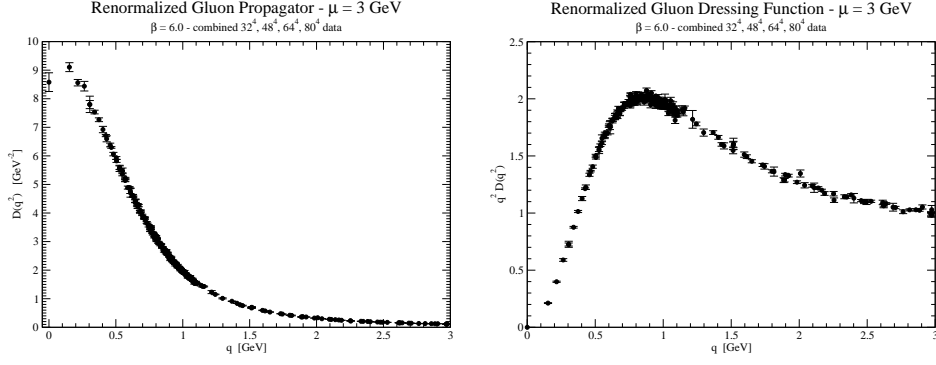 Renormalized Gluon Propagator - μ = 3 GeV
β = 6.0 - combined 32⁴, 48⁴, 64⁴, 80⁴ data
10
9
8
7
6
5
4
3
2
1
0
D(q²) [GeV⁻²]
0 0.5 1 1.5 2 2.5 3
q [GeV]
Renormalized Gluon Dressing Function - μ = 3 GeV
β = 6.0 - combined 32⁴, 48⁴, 64⁴, 80⁴ data
2.5
2
1.5
1
0.5
0
q² D(q²)
0 0.5 1 1.5 2 2.5 3
q [GeV]